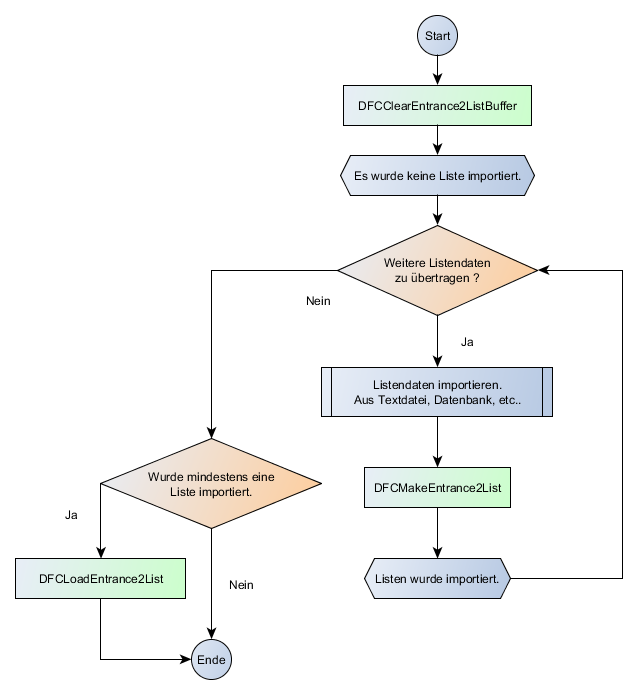 Start
DFCClearEntrance2ListBuffer
Es wurde keine Liste importiert.
Weitere Listendaten
zu übertragen ?
Nein
Ja
Listendaten importieren.
Aus Textdatei, Datenbank, etc..
Wurde mindestens eine
Liste importiert.
DFCMakeEntrance2List
Ja
DFCLoadEntrance2List
Nein
Listen wurde importiert.
Ende